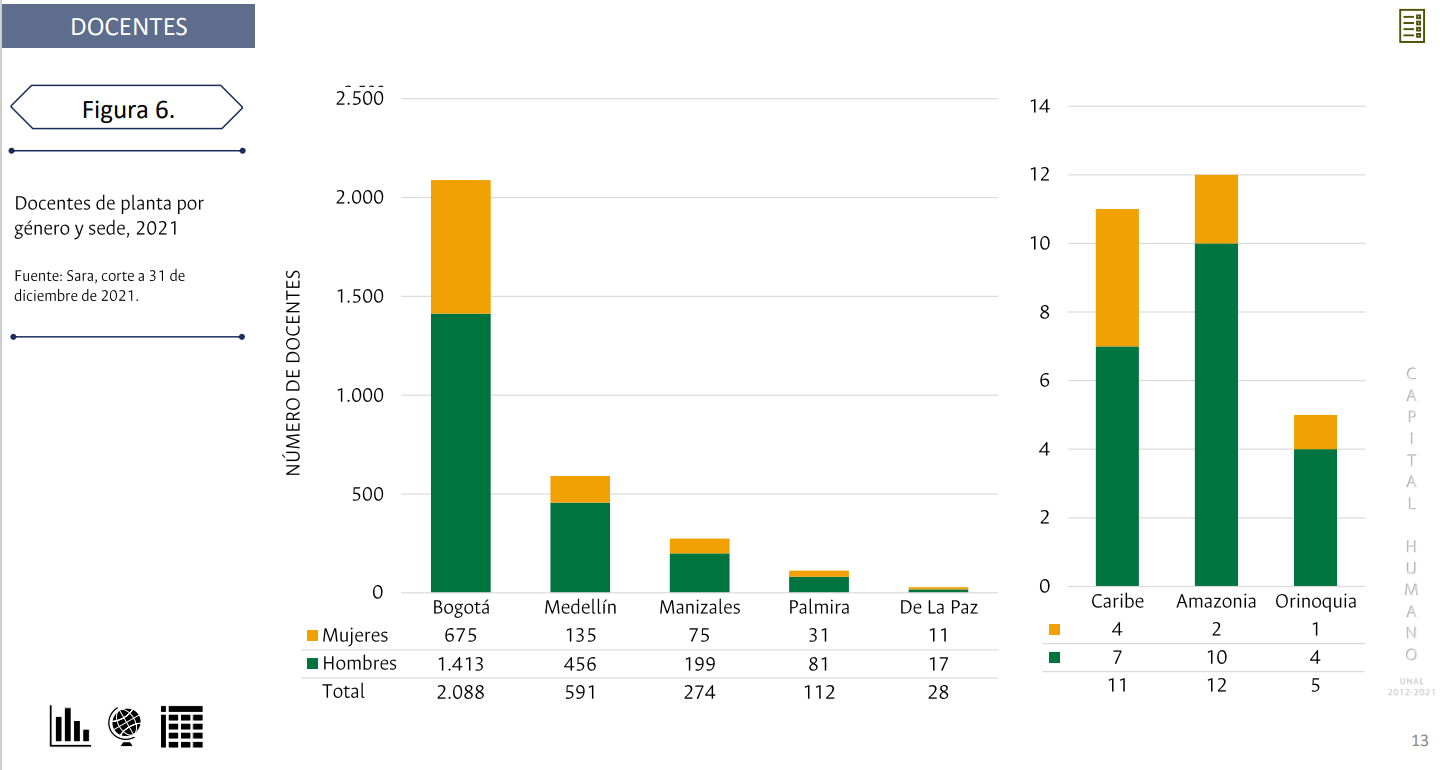 DOCENTES
Figura 6.
Docentes de planta por
género y sede, 2021
Fuente: Sara, corte a 31 de
diciembre de 2021.
NÚMERO DE DOCENTES
2.500
2.000
1.500
1.000
500
0
Bogotá Medellín Manizales Palmira De La Paz
Mujeres 675 135 75 31 11
Hombres 1.413 456 199 81 17
Total 2.088 591 274 112 28
14
12
10
8
6
4
2
0
Caribe Amazonia Orinoquia
4 2 1
7 10 4
11 12 5
CAPITAL HUMANO
UNAL
2012-2021
13